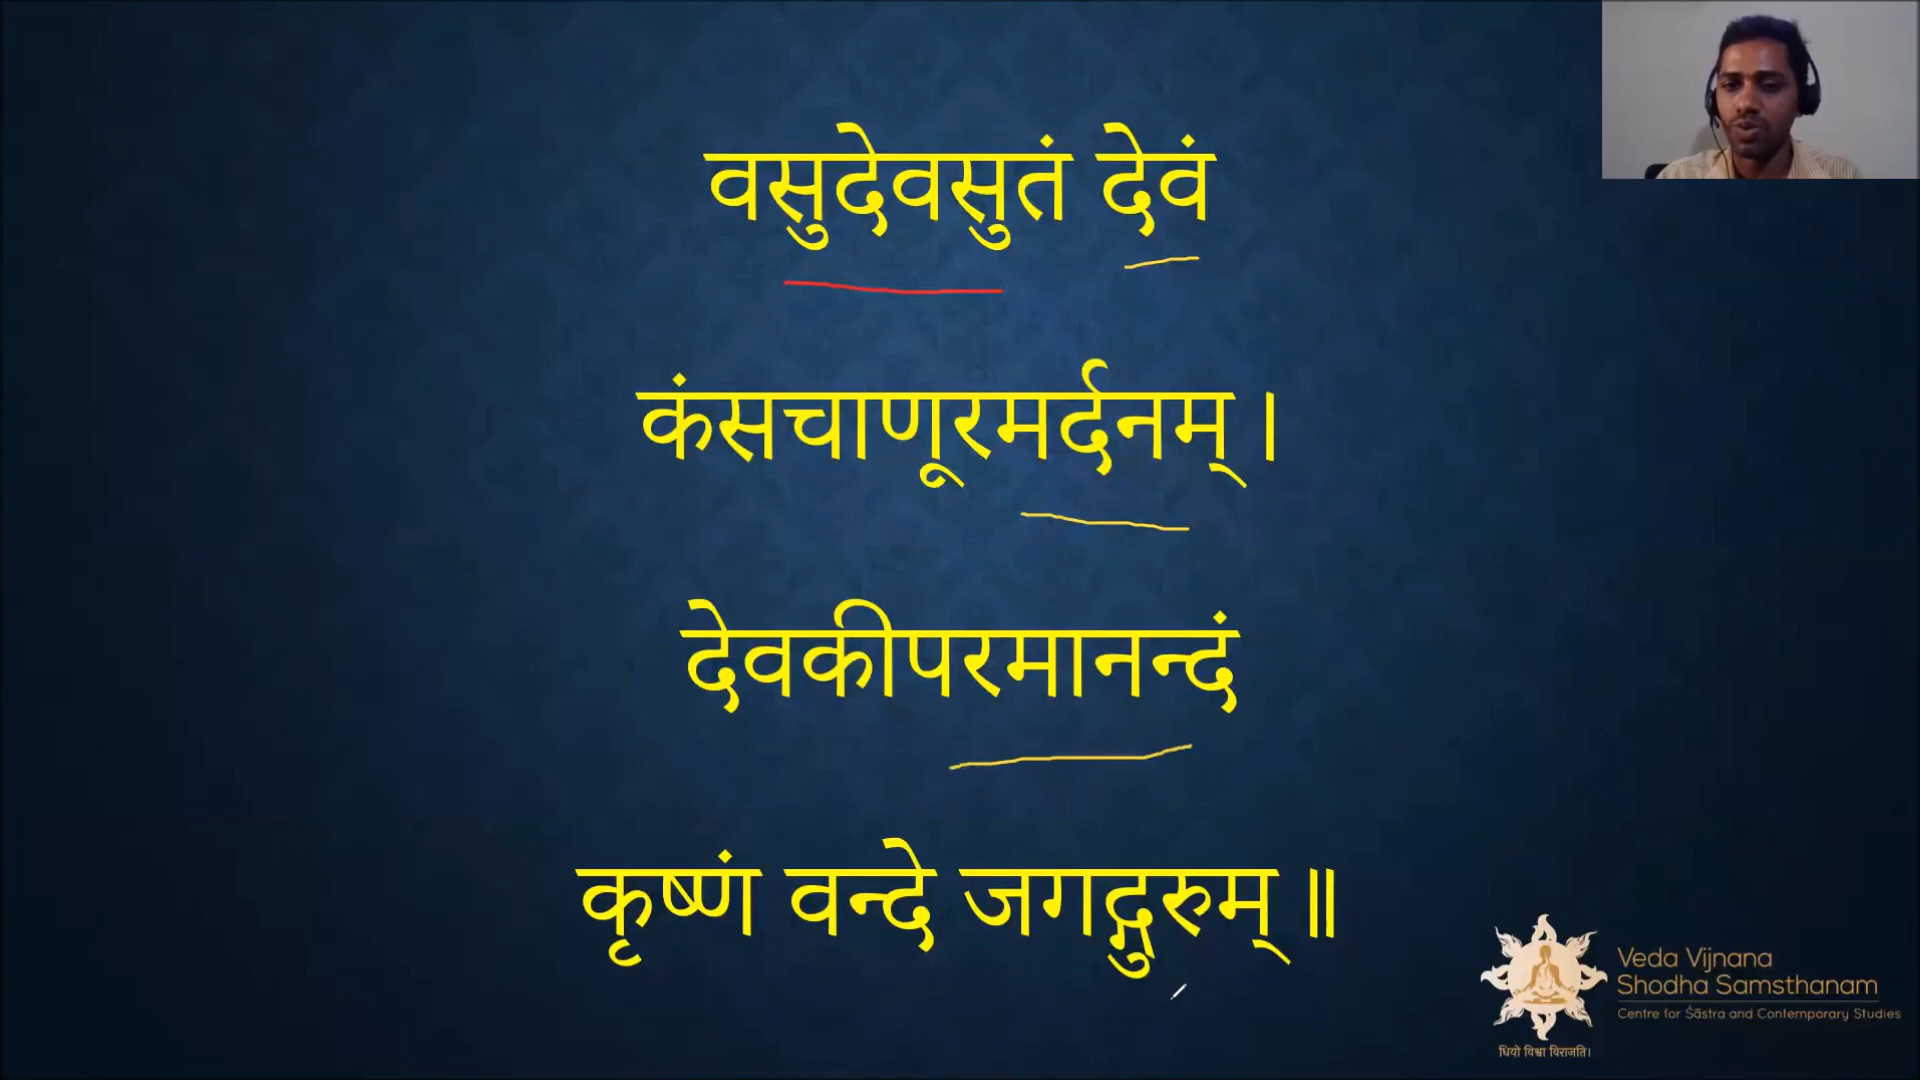 वसुदेवसुतं देवं
कंसचाणूरमर्दनम् ।
देवकीपरमानन्दं
कृष्णं वन्दे जगद्गुरुम् ॥
Veda Vijnana
Shodha Samsthanam
Centre for Śāstra and Contemporary Studies
धियो विश्वा विराजति।